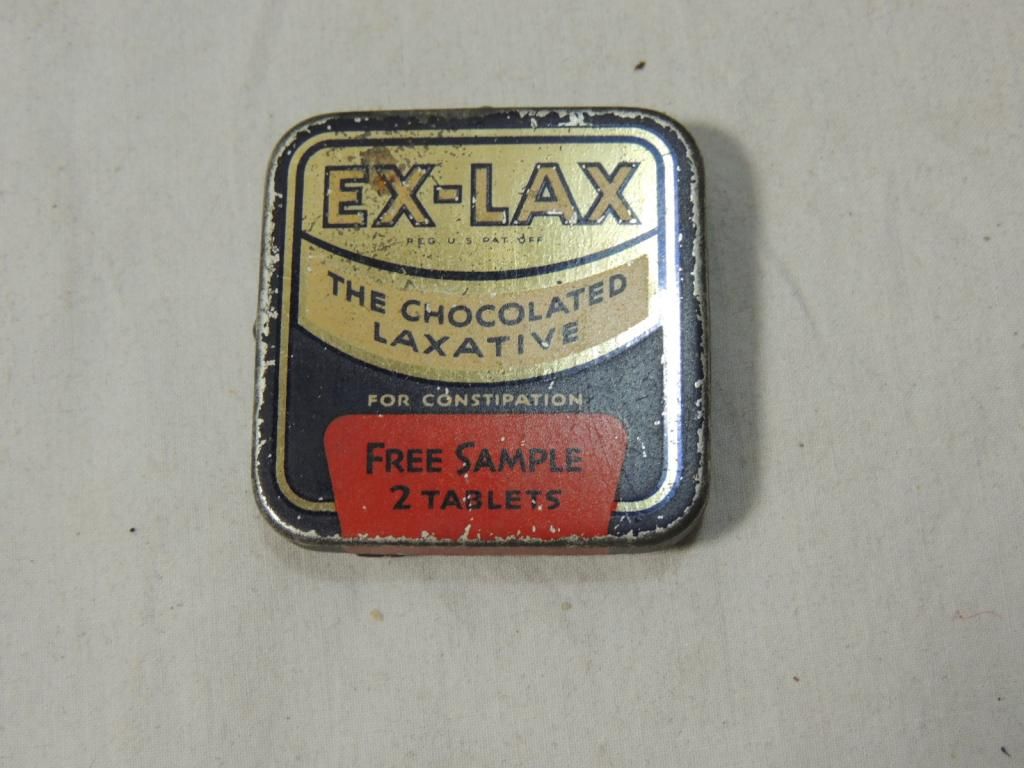 EX-LAX
REG. U.S. PAT. OFF.
THE CHOCOLATED
LAXATIVE
FOR CONSTIPATION
FREE SAMPLE
2 TABLETS